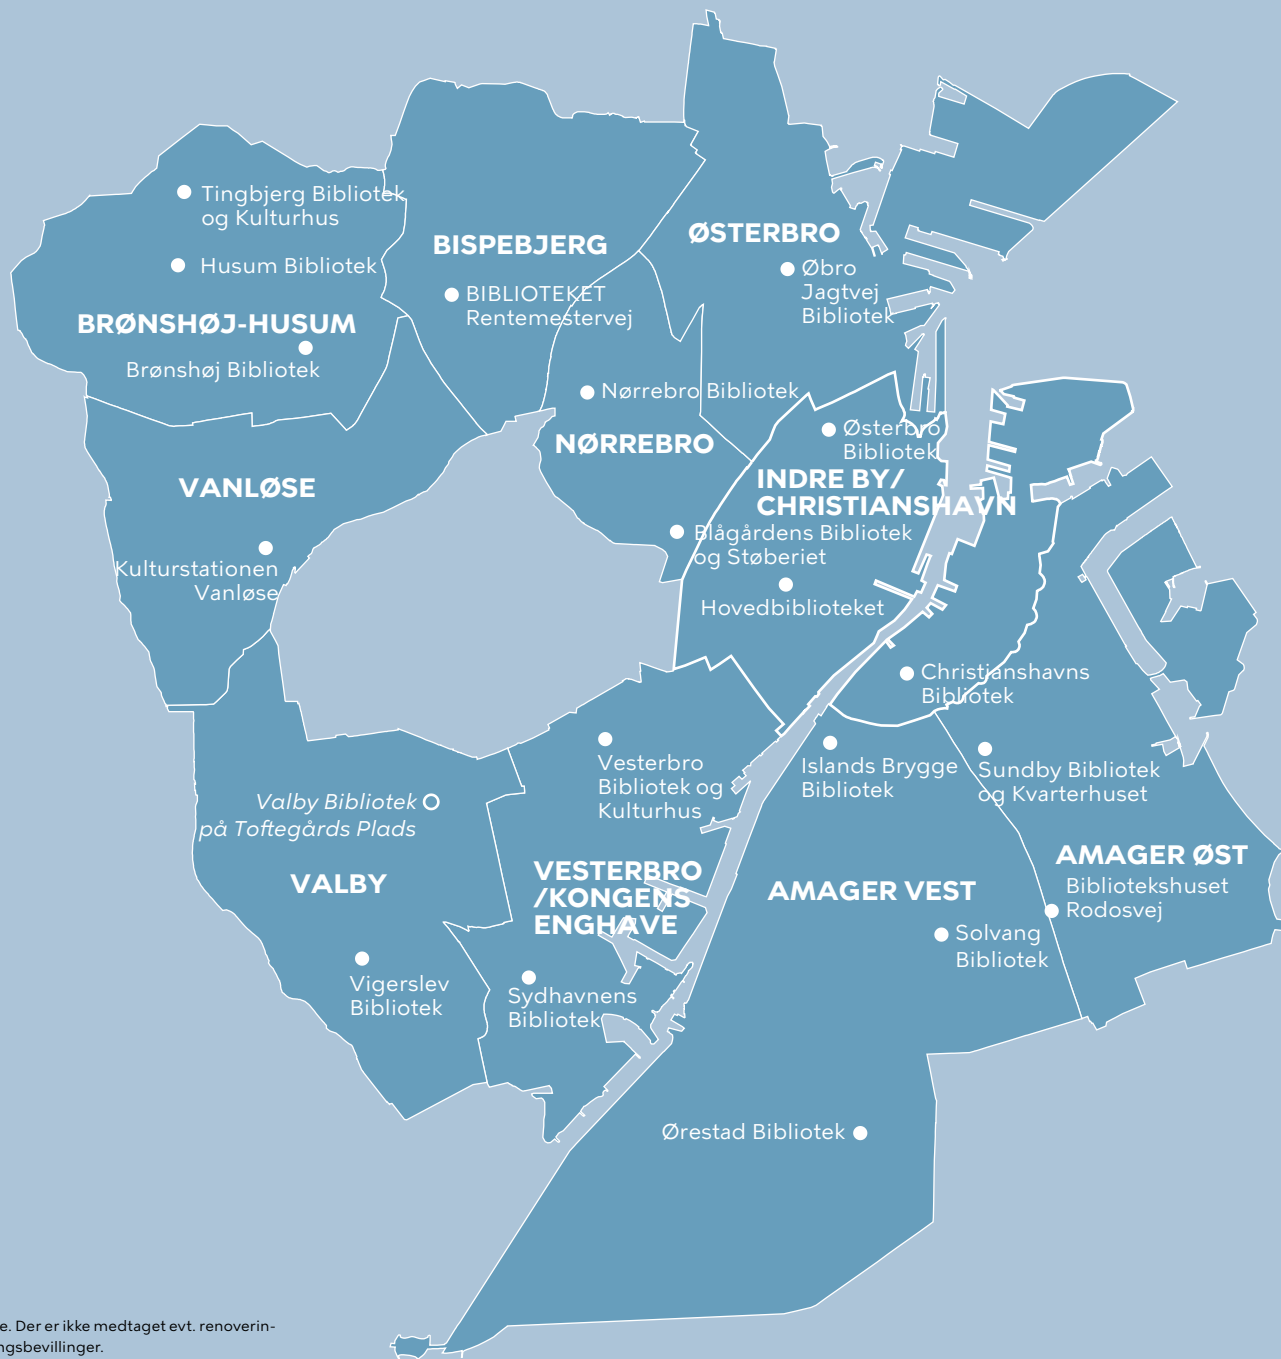 Tingbjerg Bibliotek
og Kulturhus
Husum Bibliotek
BRØNSHØJ-HUSUM
Brønshøj Bibliotek
BISPEBJERG
BIBLIOTEKET
Rentemestervej
ØSTERBRO
Øbro
Jagtvej
Bibliotek
Nørrebro Bibliotek
NØRREBRO
Østerbro
Bibliotek
INDRE BY/
CHRISTIANSHAVN
Blågårdens Bibliotek
og Støberiet
Hovedbiblioteket
VANLØSE
Kulturstationen
Vanløse
Christianshavns
Bibliotek
Vesterbro
Bibliotek og
Kulturhus
Islands Brygge
Bibliotek
Sundby Bibliotek
og Kvarterhuset
Valby Bibliotek
på Toftegårds Plads
VALBY
VESTERBRO
/KONGENS
ENGHAVE
AMAGER VEST
AMAGER ØST
Bibliotekshuset
Rodosvej
Solvang
Bibliotek
Vigerslev
Bibliotek
Sydhavnens
Bibliotek
Ørestad Bibliotek
e. Der er ikke medtaget evt. renoverin-
ngsbevillinger.